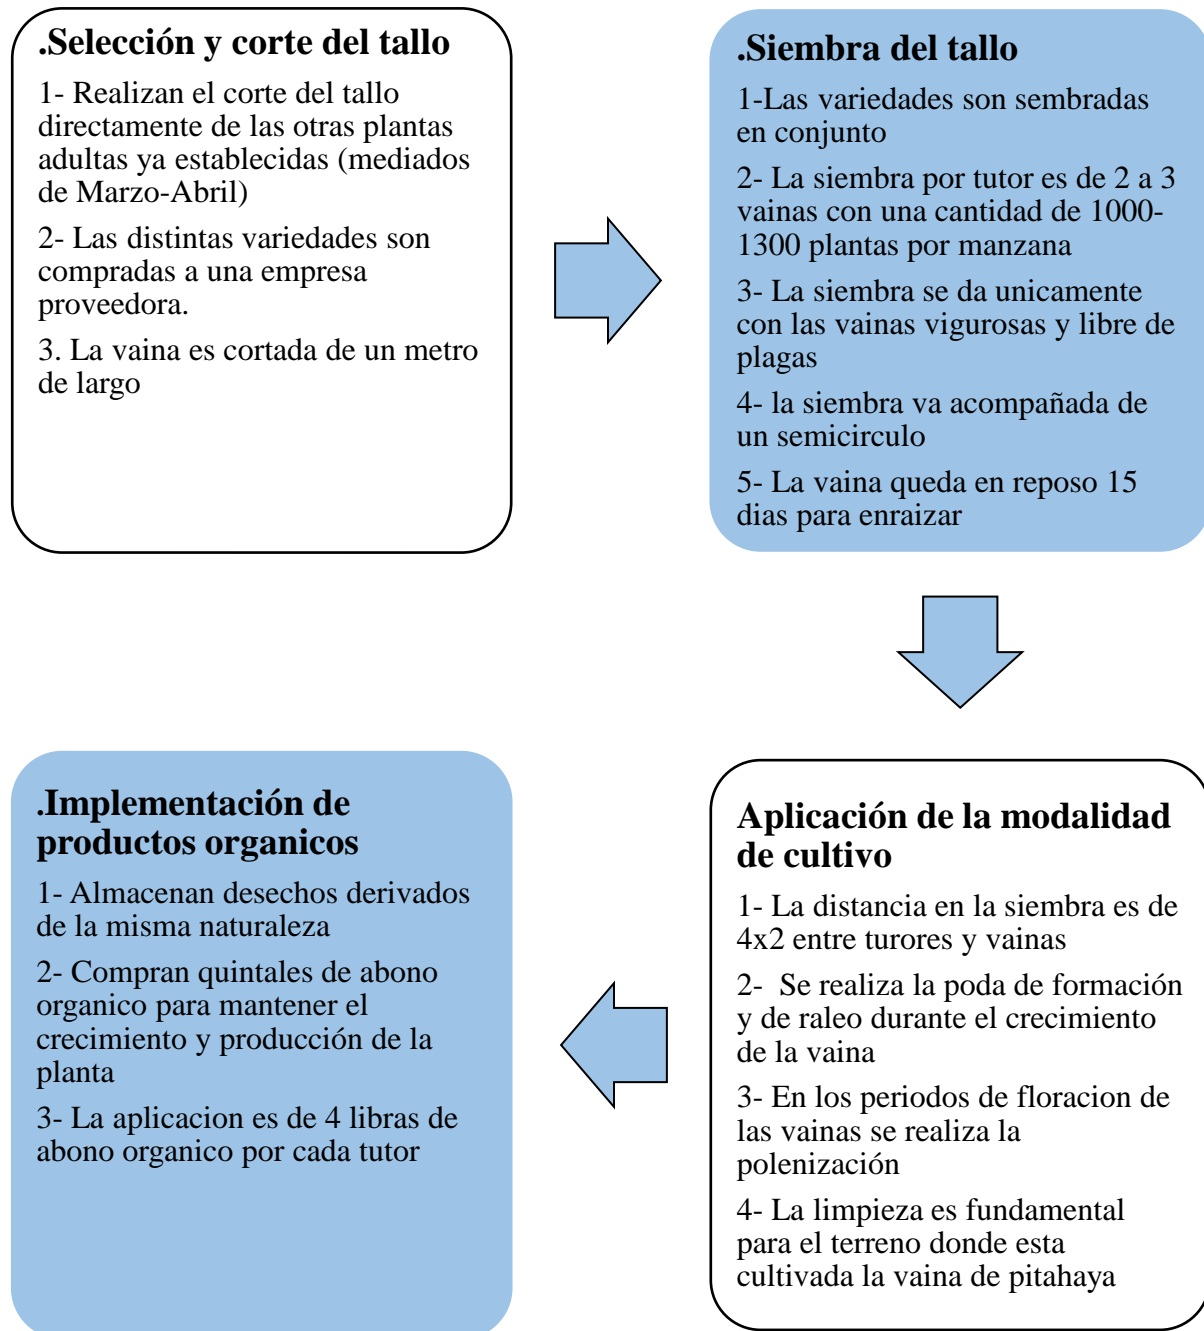 .Selección y corte del tallo
1- Realizan el corte del tallo
directamente de las otras plantas
adultas ya establecidas (mediados
de Marzo-Abril)
2- Las distintas variedades son
compradas a una empresa
proveedora.
3. La vaina es cortada de un metro
de largo
.Siembra del tallo
1-Las variedades son sembradas
en conjunto
2- La siembra por tutor es de 2 a 3
vainas con una cantidad de 1000-
1300 plantas por manzana
3- La siembra se da unicamente
con las vainas vigurosas y libre de
plagas
4- la siembra va acompañada de
un semicirculo
5- La vaina queda en reposo 15
dias para enraizar
Aplicación de la modalidad
de cultivo
1- La distancia en la siembra es de
4x2 entre turores y vainas
2- Se realiza la poda de formación
y de raleo durante el crecimiento
de la vaina
3- En los periodos de floracion de
las vainas se realiza la
polenización
4- La limpieza es fundamental
para el terreno donde esta
cultivada la vaina de pitahaya
.Implementación de
productos organicos
1- Almacenan desechos derivados
de la misma naturaleza
2- Compran quintales de abono
organico para mantener el
crecimiento y producción de la
planta
3- La aplicacion es de 4 libras de
abono organico por cada tutor